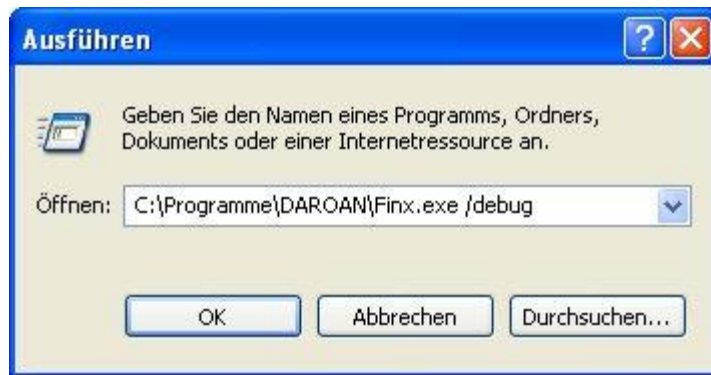 Ausführen
Geben Sie den Namen eines Programms, Ordners,
Dokuments oder einer Internetressource an.
Öffnen: C:\Programme\DAROAN\Finx.exe /debug
OK Abbrechen Durchsuchen...